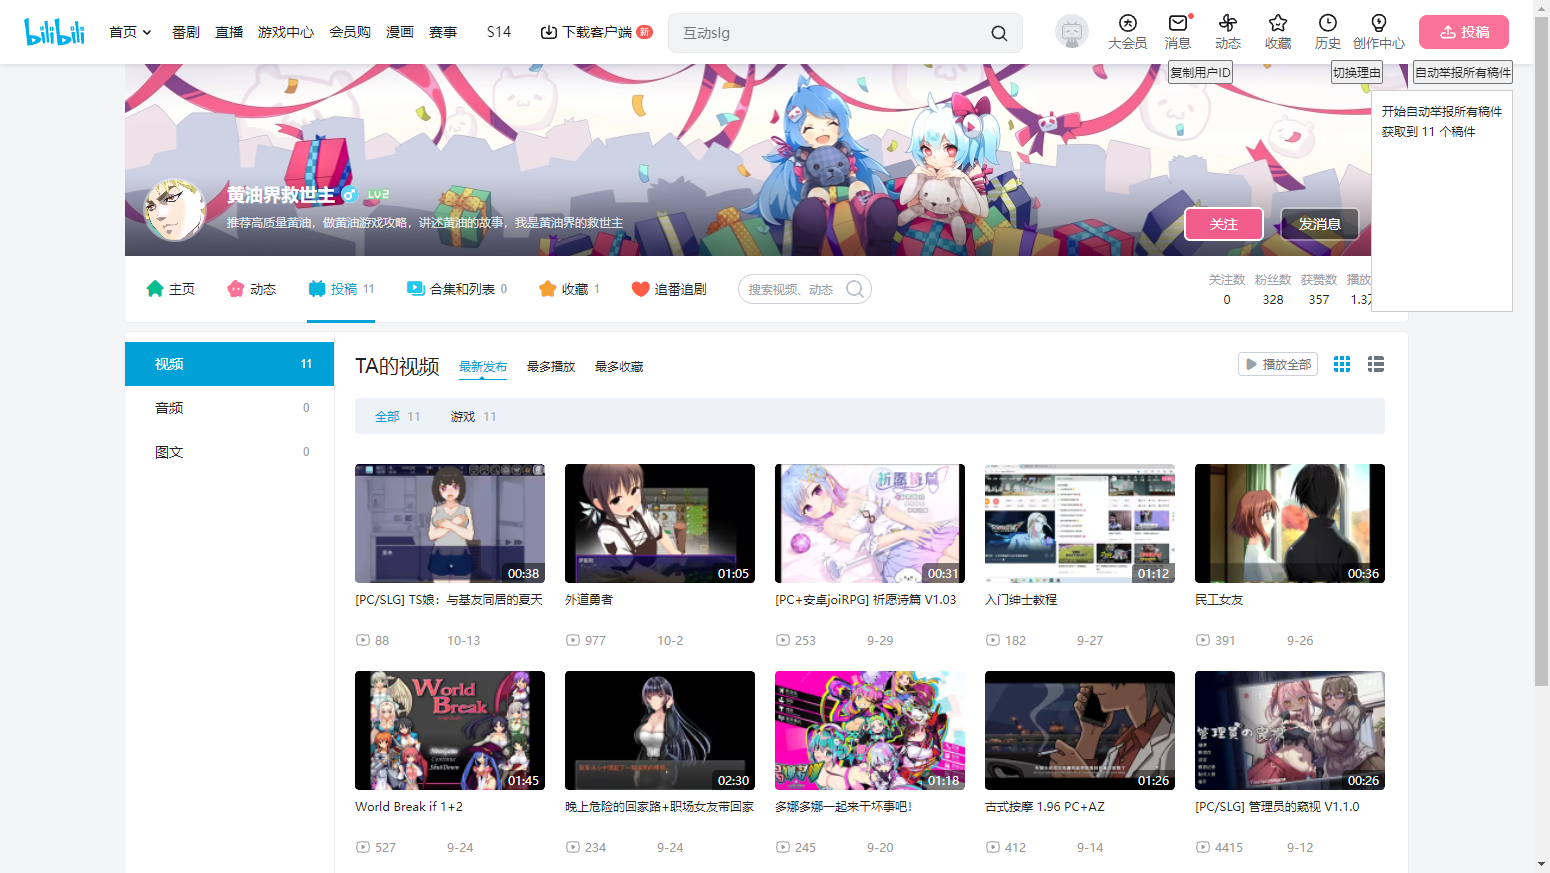 bilibili
首页
番剧
直播
游戏中心
会员购
漫画
赛事
S14
下载客户端 新
互动slg
大会员
消息
动态
收藏
历史
创作中心
投稿
复制用户ID
切换理由
自动举报所有稿件
开始自动举报所有稿件
获取到 11 个稿件
黄油界救世主 LV2
推荐高质量黄油，做黄油游戏攻略，讲述黄油的故事，我是黄油界的救世主
关注
发消息
主页
动态
投稿 11
合集和列表 0
收藏 1
追番追剧
搜索视频、动态
关注数 粉丝数 获赞数 播放
0 328 357 1.3万
视频 11
音频 0
图文 0
TA的视频
最新发布
最多播放
最多收藏
播放全部
全部 11
游戏 11
00:38
01:05
祈愿诗篇
00:31
01:12
00:36
[PC/SLG] TS娘：与基友同居的夏天
外道勇者
[PC+安卓joiRPG] 祈愿诗篇 V1.03
入门绅士教程
民工女友
88 10-13
977 10-2
253 9-29
182 9-27
391 9-26
World
Break
Continue
ShutDown
01:45
02:30
01:18
01:26
管理員の
00:26
World Break if 1+2
晚上危险的回家路+职场女友带回家
多娜多娜一起来干坏事吧！
古式按摩 1.96 PC+AZ
[PC/SLG] 管理员的窥视 V1.1.0
527 9-24
234 9-24
245 9-20
412 9-14
4415 9-12